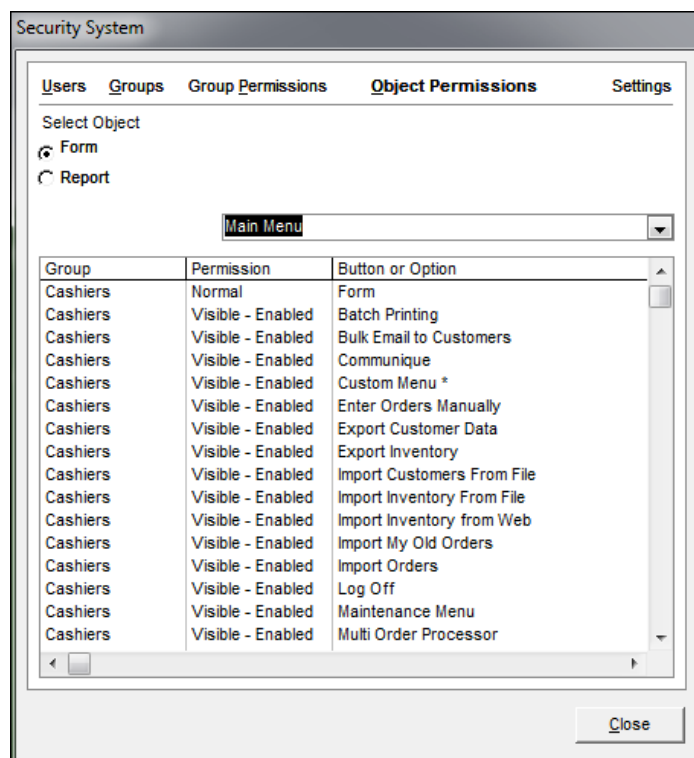 Security System
Users Groups Group Permissions Object Permissions Settings
Select Object
Form
Report
Main Menu
Group Permission Button or Option
Cashiers Normal Form
Cashiers Visible - Enabled Batch Printing
Cashiers Visible - Enabled Bulk Email to Customers
Cashiers Visible - Enabled Communique
Cashiers Visible - Enabled Custom Menu *
Cashiers Visible - Enabled Enter Orders Manually
Cashiers Visible - Enabled Export Customer Data
Cashiers Visible - Enabled Export Inventory
Cashiers Visible - Enabled Import Customers From File
Cashiers Visible - Enabled Import Inventory From File
Cashiers Visible - Enabled Import Inventory from Web
Cashiers Visible - Enabled Import My Old Orders
Cashiers Visible - Enabled Import Orders
Cashiers Visible - Enabled Log Off
Cashiers Visible - Enabled Maintenance Menu
Cashiers Visible - Enabled Multi Order Processor
Close